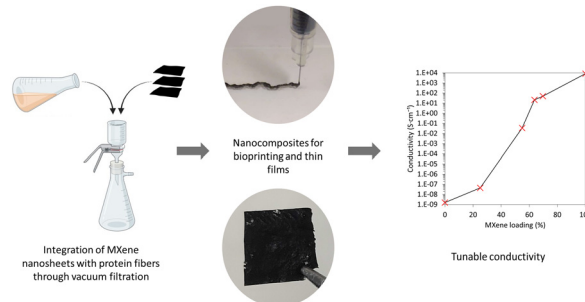 Integration of MXene
nanosheets with protein fibers
through vacuum filtration
Nanocomposites for
bioprinting and thin
films
Conductivity (S·cm⁻¹)
1.E+04
1.E+03
1.E+02
1.E+01
1.E+00
1.E-01
1.E-02
1.E-03
1.E-04
1.E-05
1.E-06
1.E-07
1.E-08
1.E-09
0 20 40 60 80 100
MXene loading (%)
Tunable conductivity